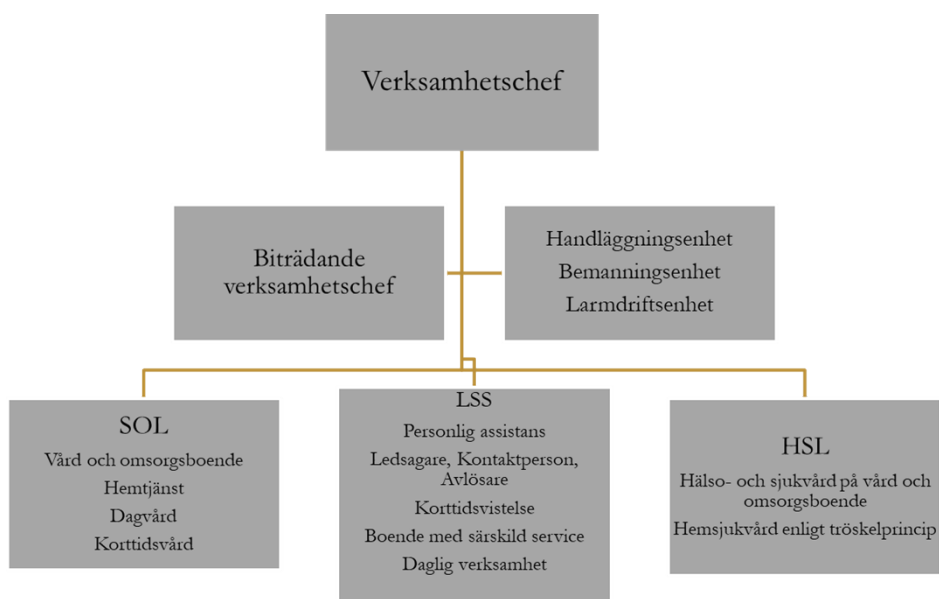 Verksamhetschef
Biträdande
verksamhetschef
Handläggningsenhet
Bemanningsenhet
Larmdriftsenhet
SOL
Vård och omsorgsboende
Hemtjänst
Dagvård
Korttidsvård
LSS
Personlig assistans
Ledsagare, Kontaktperson,
Avlösare
Korttidsvistelse
Boende med särskild service
Daglig verksamhet
HSL
Hälso- och sjukvård på vård och
omsorgsboende
Hemsjukvård enligt tröskelprincip